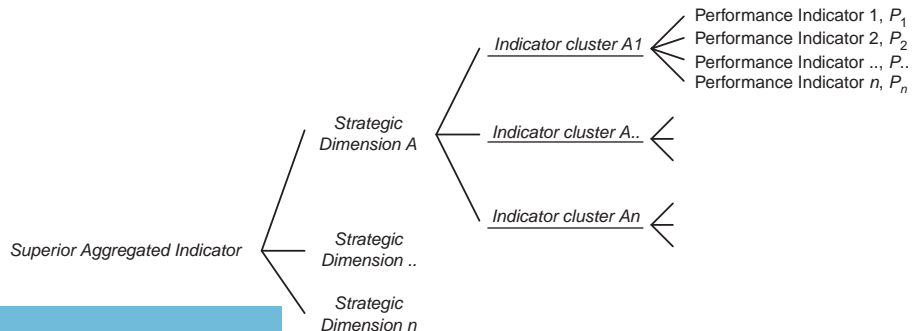 Performance Indicator 1, P1
Performance Indicator 2, P2
Performance Indicator .., P..
Performance Indicator n, Pn
Indicator cluster A1
Strategic
Dimension A
Indicator cluster A..
Indicator cluster An
Superior Aggregated Indicator
Strategic
Dimension ..
Strategic
Dimension n